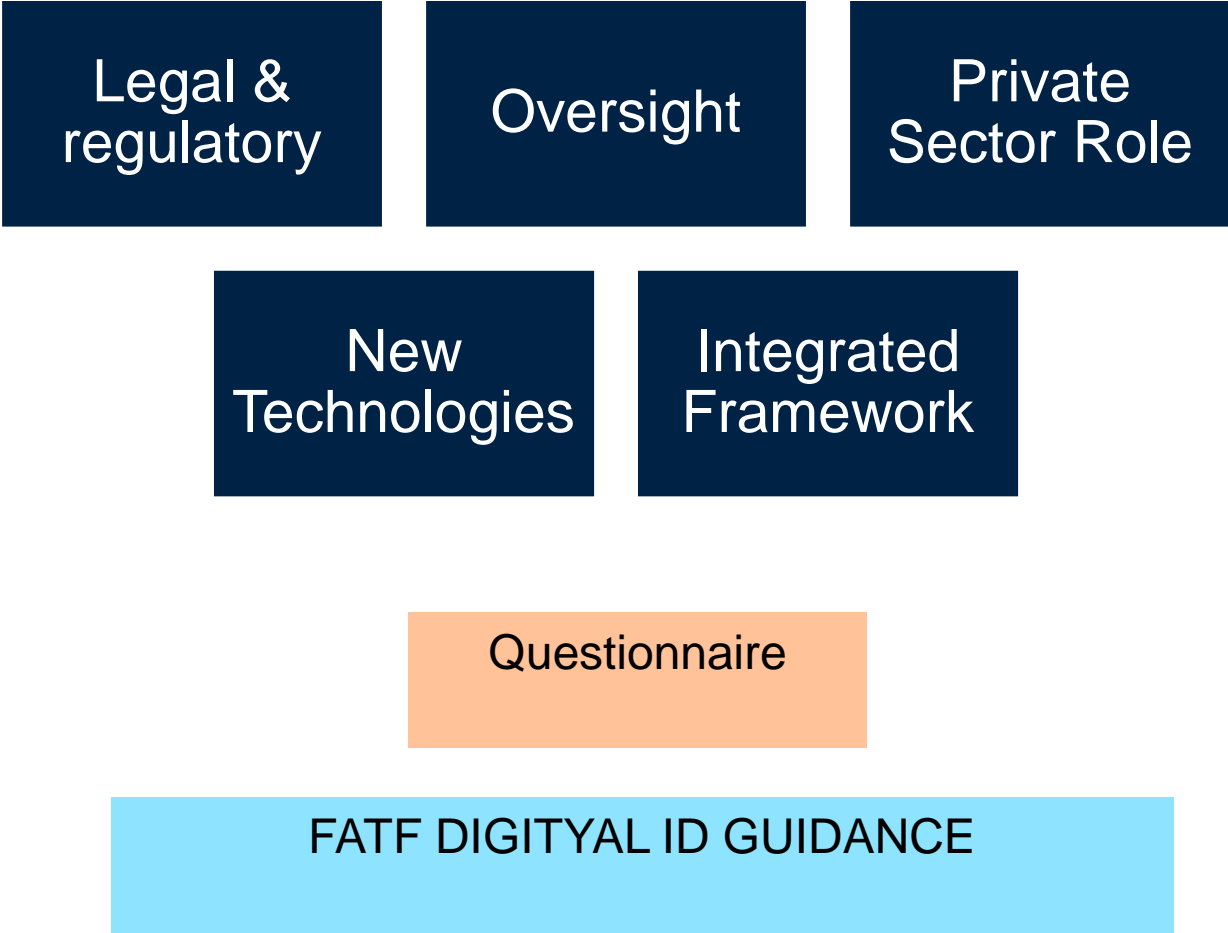 Legal &
regulatory
Oversight
Private
Sector Role
New
Technologies
Integrated
Framework
Questionnaire
FATF DIGITYAL ID GUIDANCE